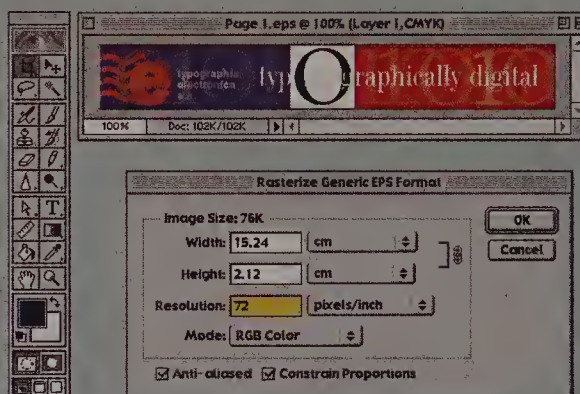 Page 1.eps @ 100% (Layer 1, CMYK)
typOgraphically digital
100%
Doc: 102K/102K
Rasterize Generic EPS Format
Image Size: 76K
Width: 15.24 cm
Height: 2.12 cm
Resolution: 72 pixels/inch
Mode: RGB Color
Anti-aliased Constrain Proportions
OK
Cancel
T